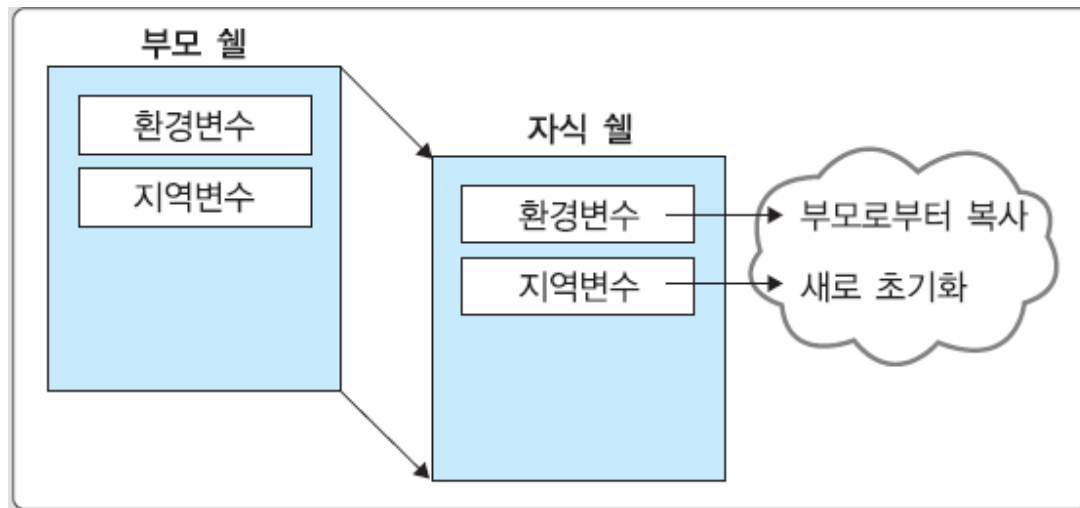 부모 쉘
환경변수
지역변수
자식 쉘
환경변수
지역변수
부모로부터 복사
새로 초기화